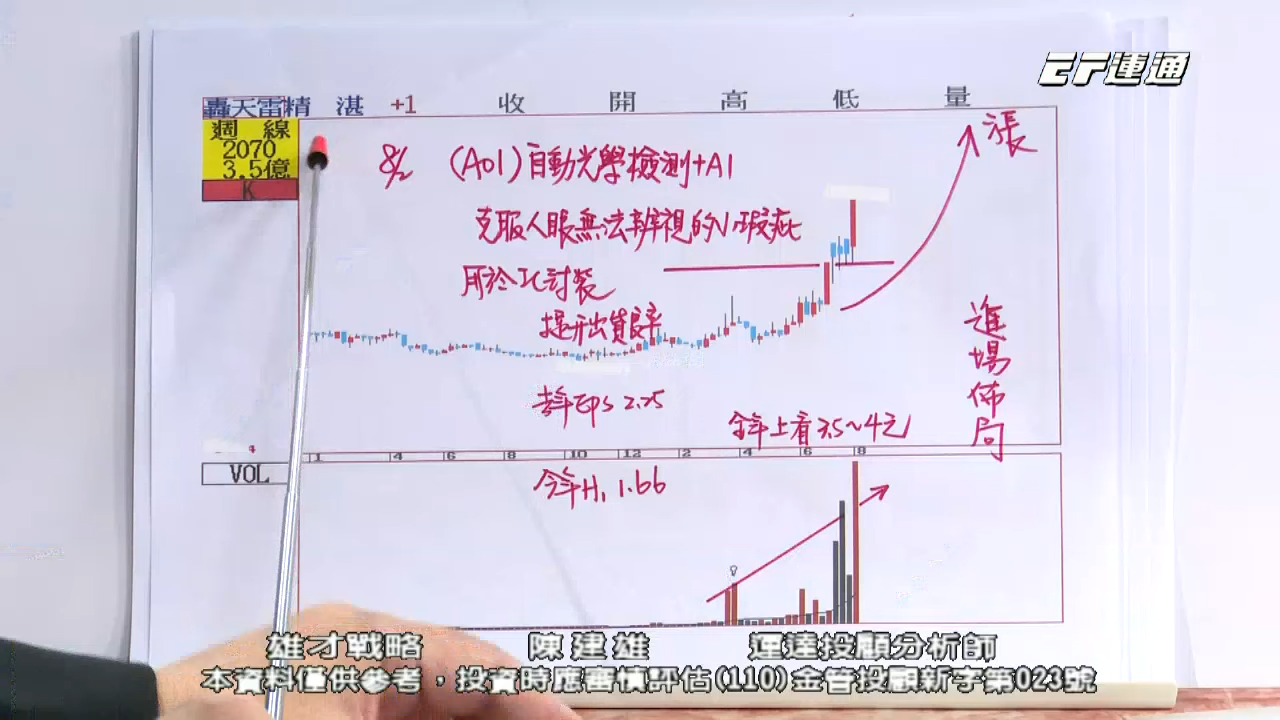 EF運通
轟天雷精 湛 +1 收 開 高 低 量
週 線
2070
3.5億
K
8/2 (AOI)自動光學檢測+AI
漲
克服人眼無法辨視的小瑕疵
用於IC封裝
提升出貨良率
進場佈局
去年EPS 2.25
今年上看3.5~4元
1 4 6 8 10 12 2 4 6 8
VOL
今年H1 1.66
雄才戰略 陳建雄 運達投顧分析師
本資料僅供參考，投資時應審慎評估(110)金管投顧新字第023號